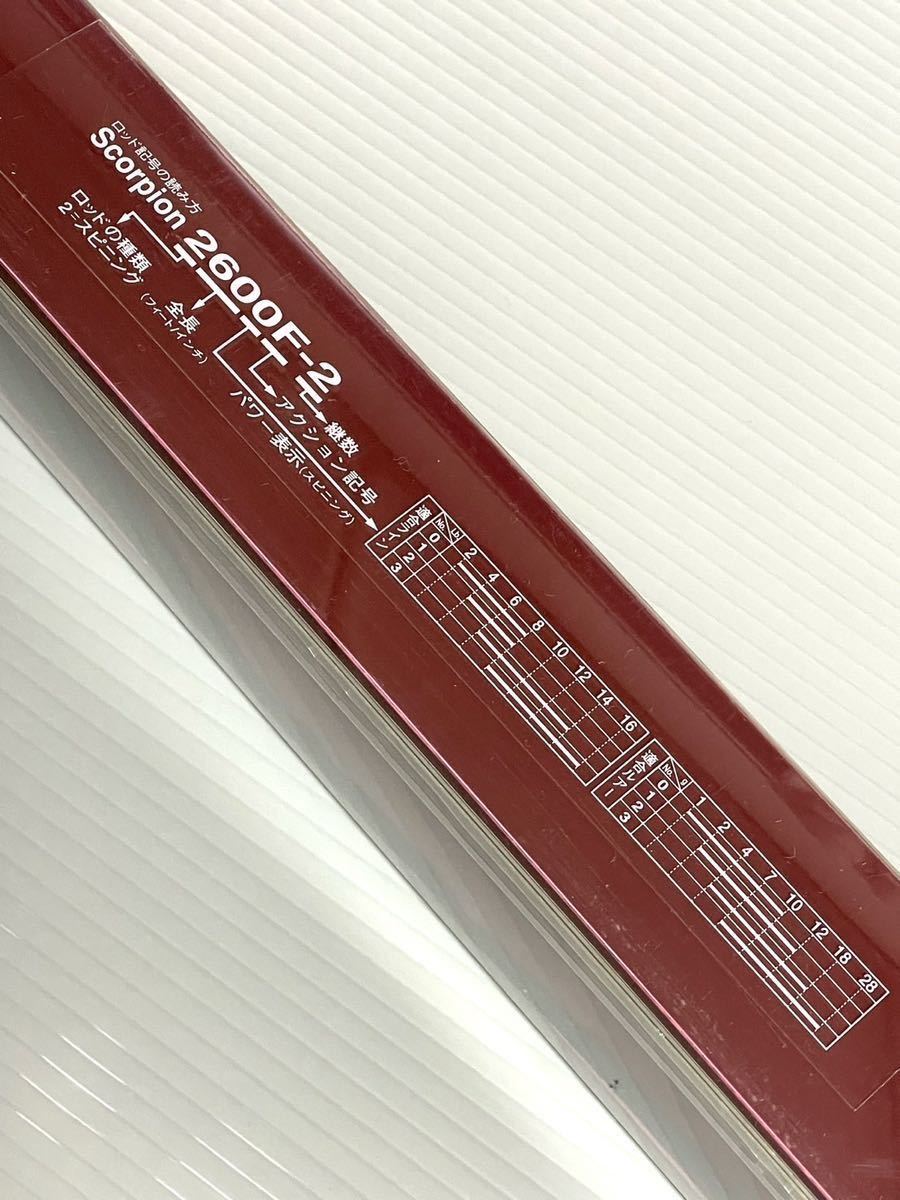 ロッド記号の読み方
Scorpion 2600F-2
ロッドの種類
2=スピニング
全長
(フィート/インチ)
継数
アクション記号
パワー表示(スピニング)
適合ライン
No. Lb. 2 4 6 8 10 12 14 16
0
1
2
3
適合ルアー
No. g 1 2 4 7 10 12 18 28
0
1
2
3